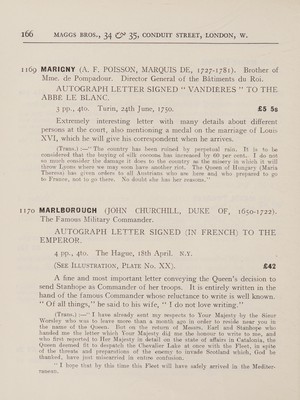 166 MAGGS BROS., 34 & 35, CONDUIT STREET, LONDON, W.
1169 MARIGNY (A. F. POISSON, MARQUIS DE, 1727-1781). Brother of
Mme. de Pompadour. Director General of the Bâtiments du Roi.
AUTOGRAPH LETTER SIGNED "VANDIERES" TO THE
ABBE LE BLANC.
3 pp., 4to. Turin, 24th June, 1750. £5 5s
Extremely interesting letter with many details about different
persons at the court, also mentioning a medal on the marriage of Louis
XVI, which he will give his correspondent when he arrives.
(Trans.) :—"The country has been ruined by perpetual rain. It is to be
considered that the buying of silk cocoons has increased by 60 per cent. I do not
so much consider the damage it does to the country as the misery in which it will
throw Lyons where we may soon have another riot. The Queen of Hungary (Maria
Theresa) has given orders to all Austrians who are here and who prepared to go
to France, not to go there. No doubt she has her reasons."
1170 MARLBOROUGH (JOHN CHURCHILL, DUKE OF, 1650-1722).
The Famous Military Commander.
AUTOGRAPH LETTER SIGNED (IN FRENCH) TO THE
EMPEROR.
4 pp., 4to. The Hague, 18th April. N.Y.
(SEE ILLUSTRATION, PLATE NO. XX). £42
A fine and most important letter conveying the Queen's decision to
send Stanhope as Commander of her troops. It is entirely written in the
hand of the famous Commander whose reluctance to write is well known.
"Of all things," he said to his wife, "I do not love writing."
(Trans.) :—"I have already sent my respects to Your Majesty by the Sieur
Worsley who was to leave more than a month ago in order to reside near you in
the name of the Queen. But on the return of Messrs. Earl and Stanhope who
handed me the letter which Your Majesty did me the honour to write to me, and
who first reported to Her Majesty in detail on the state of affairs in Catalonia, the
Queen deemed fit to despatch the Chevalier Lake at once with the Fleet, in spite
of the threats and preparations of the enemy to invade Scotland which, God be
thanked, have just miscarried in entire confusion.
"I hope that by this time this Fleet will have safely arrived in the Mediter-
ranean.